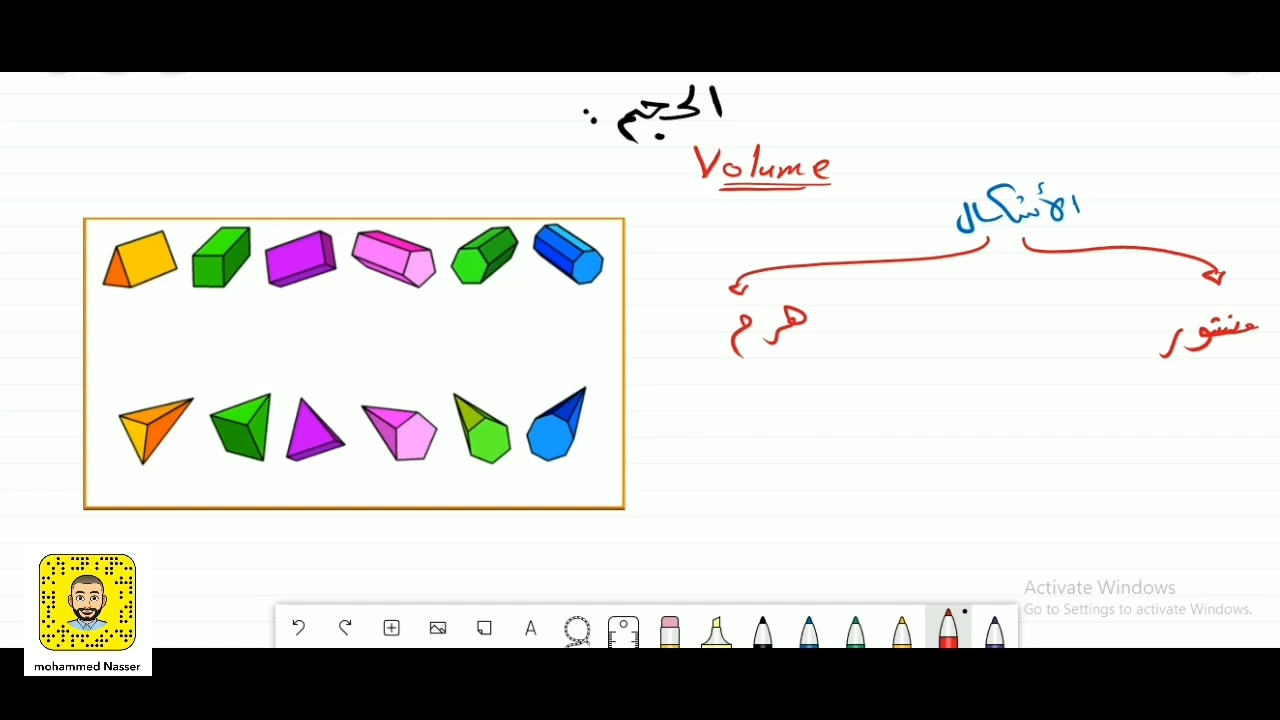 الحجم :
Volume
الأشكال
منشور
هرم
mohammed Nasser
Activate Windows
Go to Settings to activate Windows.
A